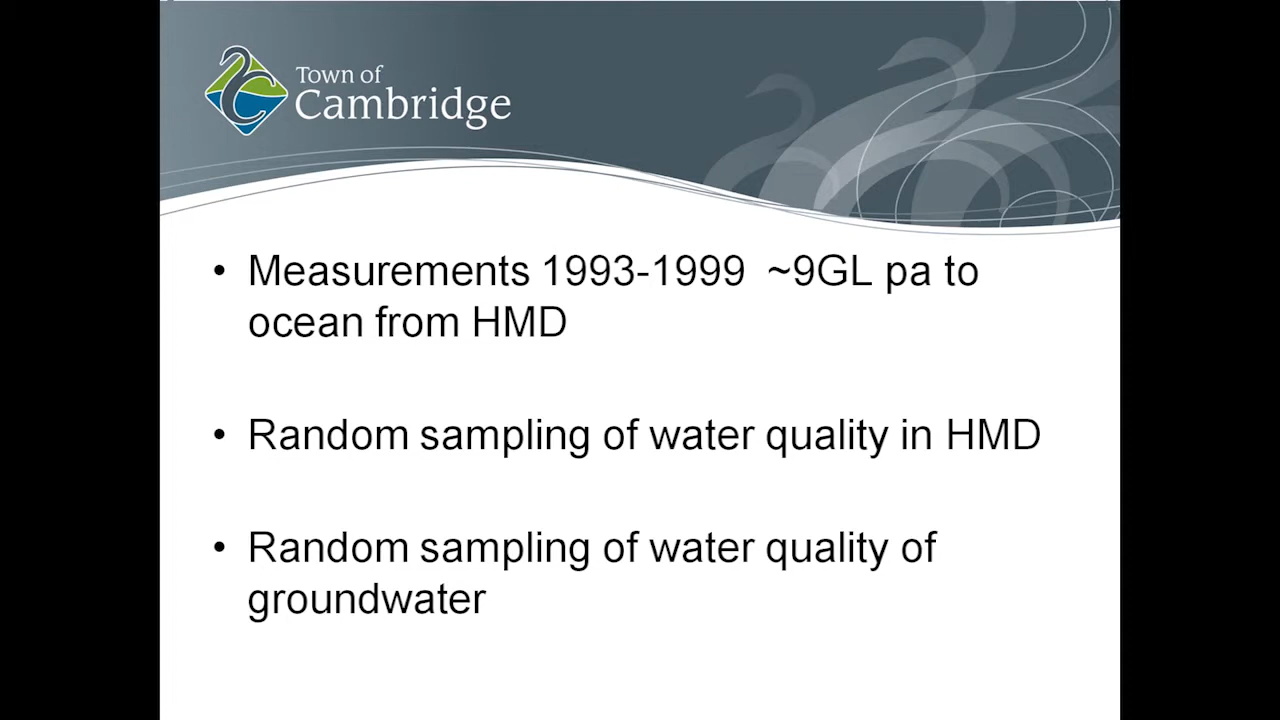 Town of
Cambridge
• Measurements 1993-1999 ~9GL pa to
ocean from HMD
• Random sampling of water quality in HMD
• Random sampling of water quality of
groundwater